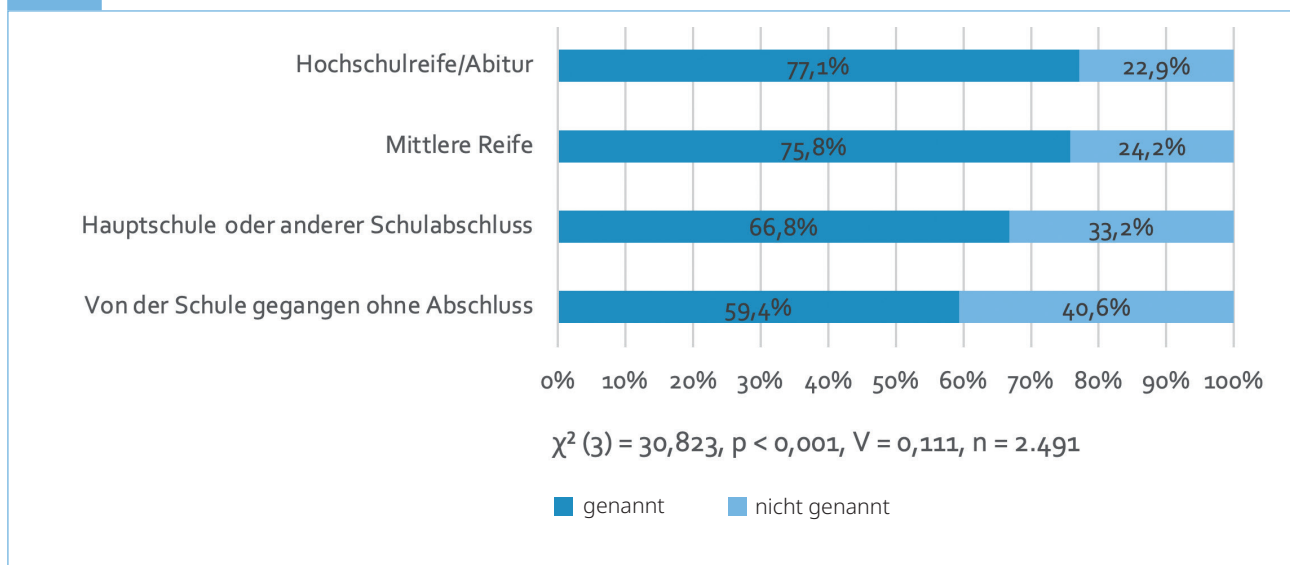 Hochschulreife/Abitur 77,1% 22,9%
Mittlere Reife 75,8% 24,2%
Hauptschule oder anderer Schulabschluss 66,8% 33,2%
Von der Schule gegangen ohne Abschluss 59,4% 40,6%
0% 10% 20% 30% 40% 50% 60% 70% 80% 90% 100%
χ² (3) = 30,823, p < 0,001, V = 0,111, n = 2.491
genannt nicht genannt